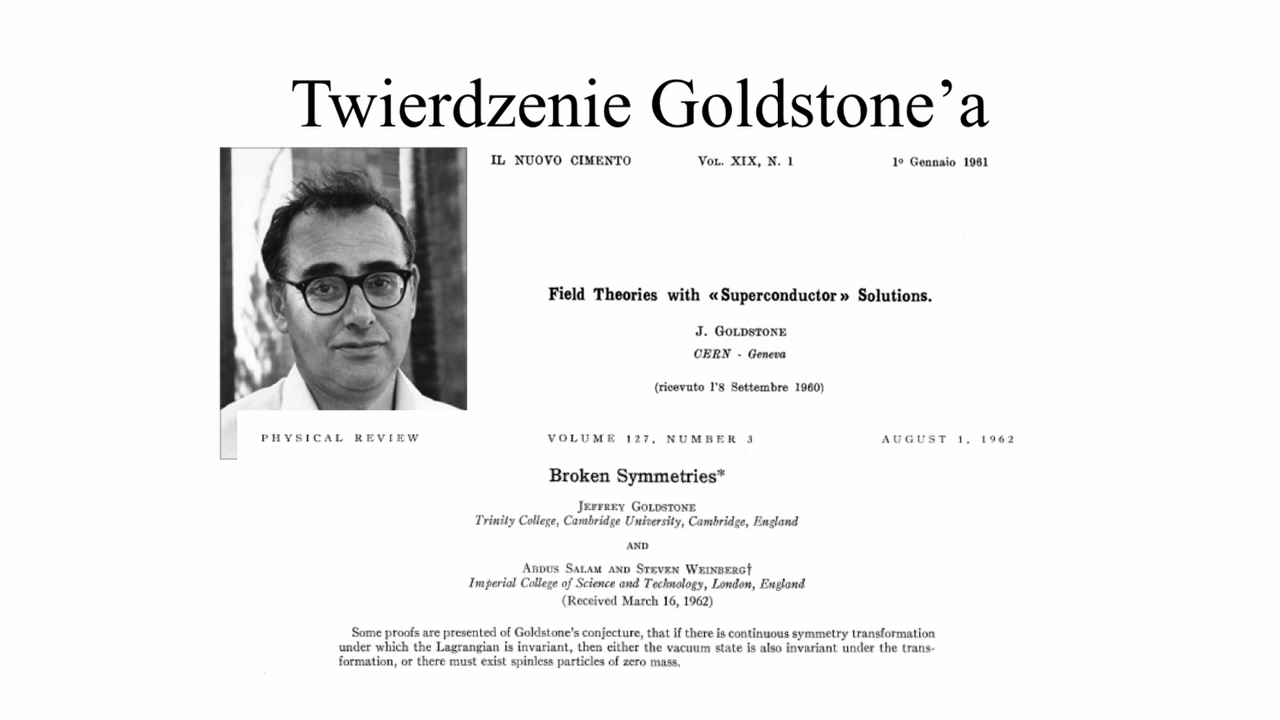 Twierdzenie Goldstone’a
IL NUOVO CIMENTO VOL. XIX, N. 1 1º Gennaio 1961
Field Theories with «Superconductor» Solutions.
J. GOLDSTONE
CERN - Geneva
(ricevuto l'8 Settembre 1960)
PHYSICAL REVIEW VOLUME 127, NUMBER 3 AUGUST 1, 1962
Broken Symmetries*
JEFFREY GOLDSTONE
Trinity College, Cambridge University, Cambridge, England
AND
ABDUS SALAM AND STEVEN WEINBERG†
Imperial College of Science and Technology, London, England
(Received March 16, 1962)
Some proofs are presented of Goldstone's conjecture, that if there is continuous symmetry transformation
under which the Lagrangian is invariant, then either the vacuum state is also invariant under the trans-
formation, or there must exist spinless particles of zero mass.